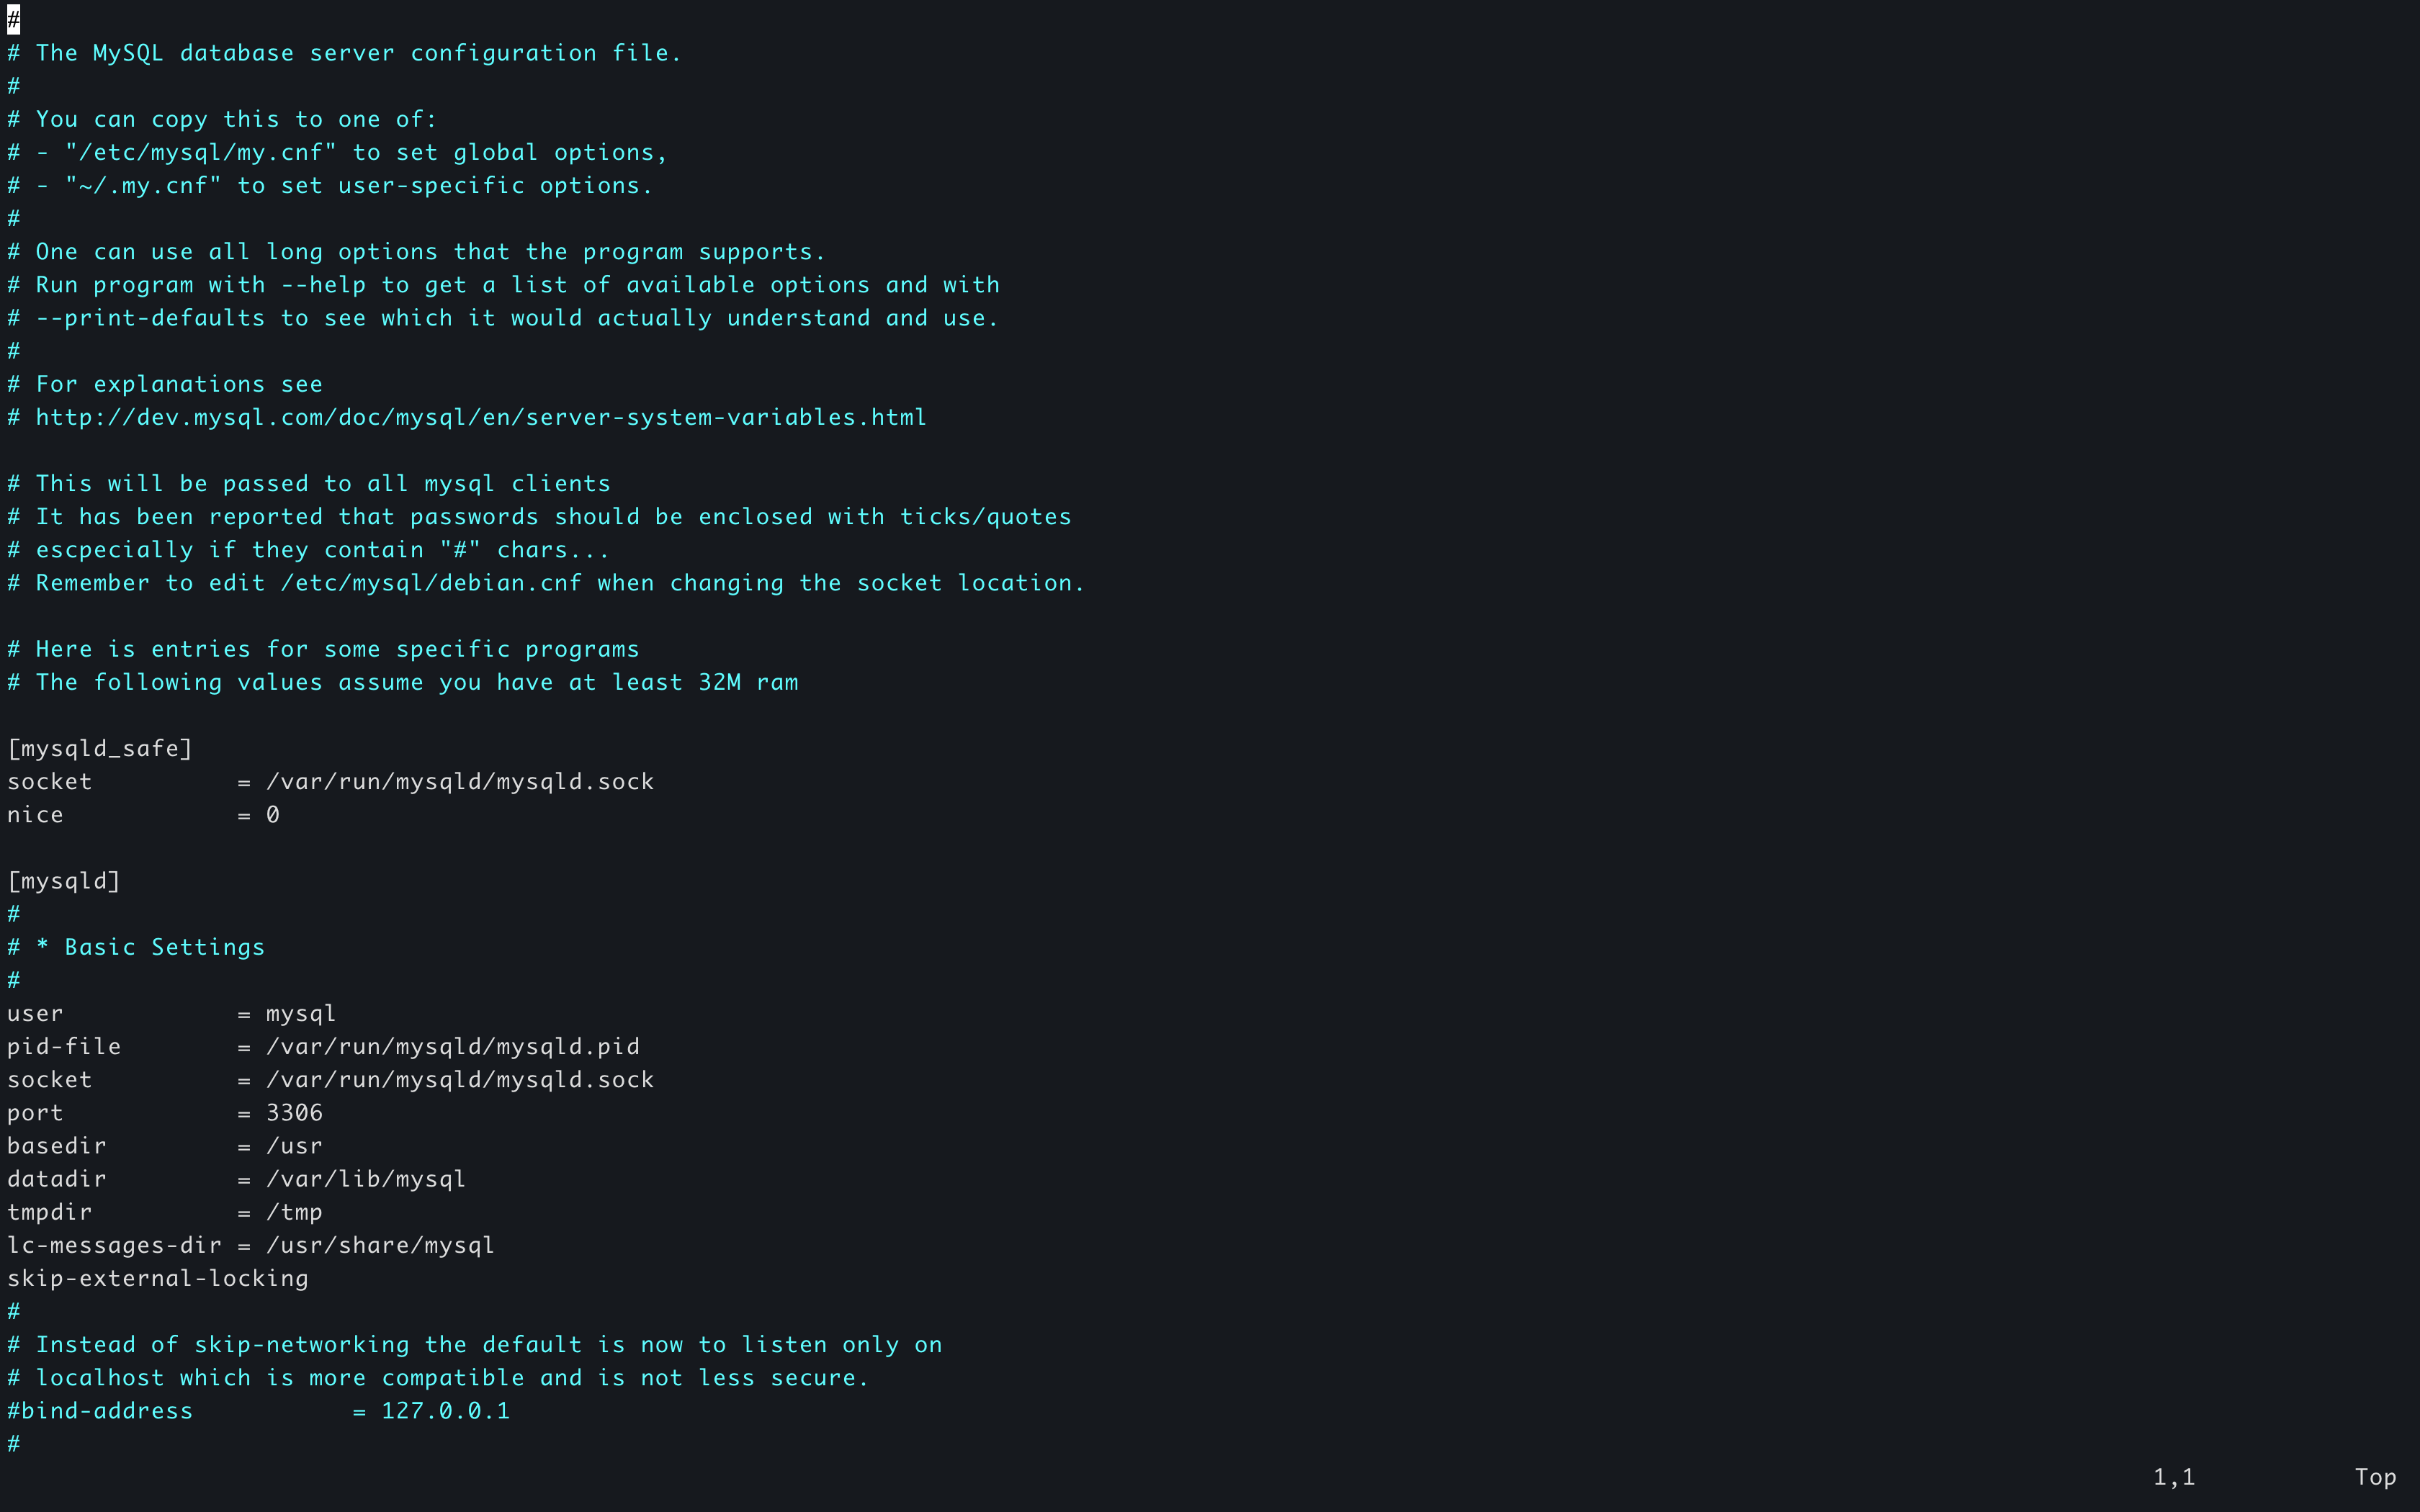 #
# The MySQL database server configuration file.
#
# You can copy this to one of:
# - "/etc/mysql/my.cnf" to set global options,
# - "~/.my.cnf" to set user-specific options.
#
# One can use all long options that the program supports.
# Run program with --help to get a list of available options and with
# --print-defaults to see which it would actually understand and use.
#
# For explanations see
# http://dev.mysql.com/doc/mysql/en/server-system-variables.html

# This will be passed to all mysql clients
# It has been reported that passwords should be enclosed with ticks/quotes
# escpecially if they contain "#" chars...
# Remember to edit /etc/mysql/debian.cnf when changing the socket location.

# Here is entries for some specific programs
# The following values assume you have at least 32M ram

[mysqld_safe]
socket          = /var/run/mysqld/mysqld.sock
nice            = 0

[mysqld]
#
# * Basic Settings
#
user            = mysql
pid-file        = /var/run/mysqld/mysqld.pid
socket          = /var/run/mysqld/mysqld.sock
port            = 3306
basedir         = /usr
datadir         = /var/lib/mysql
tmpdir          = /tmp
lc-messages-dir = /usr/share/mysql
skip-external-locking
#
# Instead of skip-networking the default is now to listen only on
# localhost which is more compatible and is not less secure.
#bind-address           = 127.0.0.1
#
1,1           Top